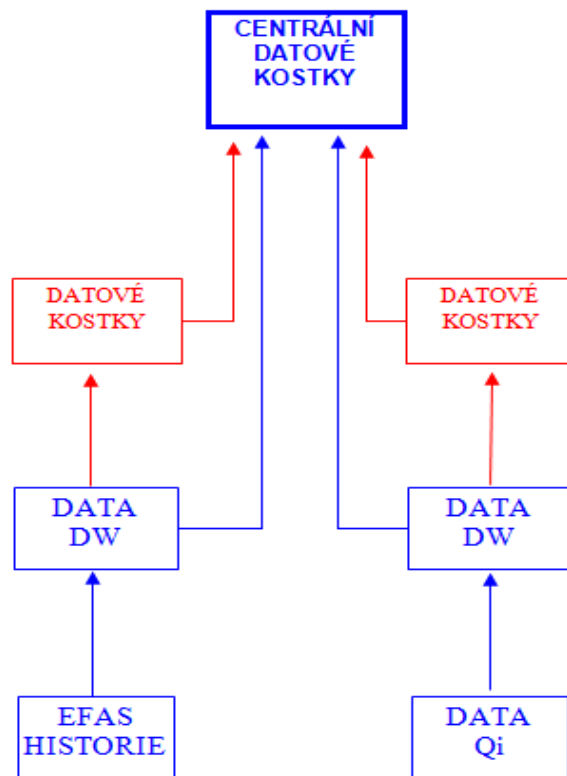 CENTRÁLNÍ
DATOVÉ
KOSTKY
DATOVÉ
KOSTKY
DATOVÉ
KOSTKY
DATA
DW
DATA
DW
EFAS
HISTORIE
DATA
Qi